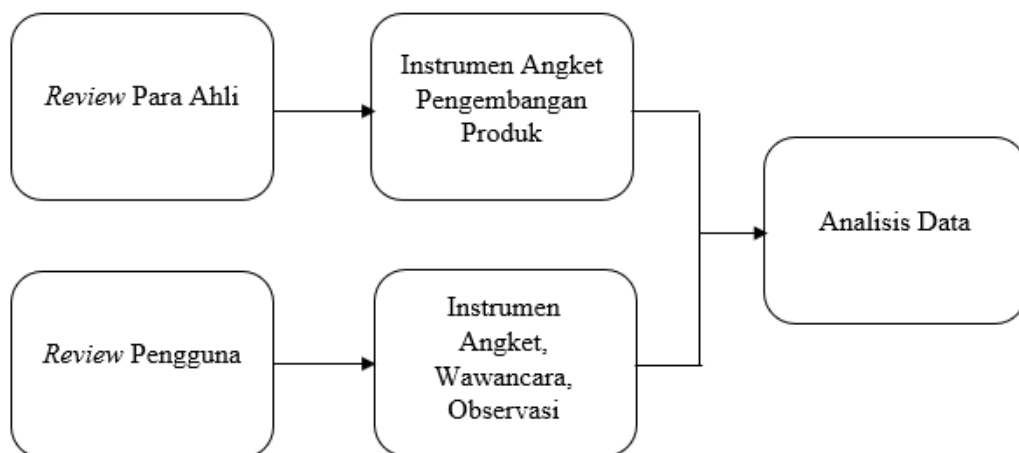 Review Para Ahli
Instrumen Angket
Pengembangan
Produk
Analisis Data
Review Pengguna
Instrumen
Angket,
Wawancara,
Observasi